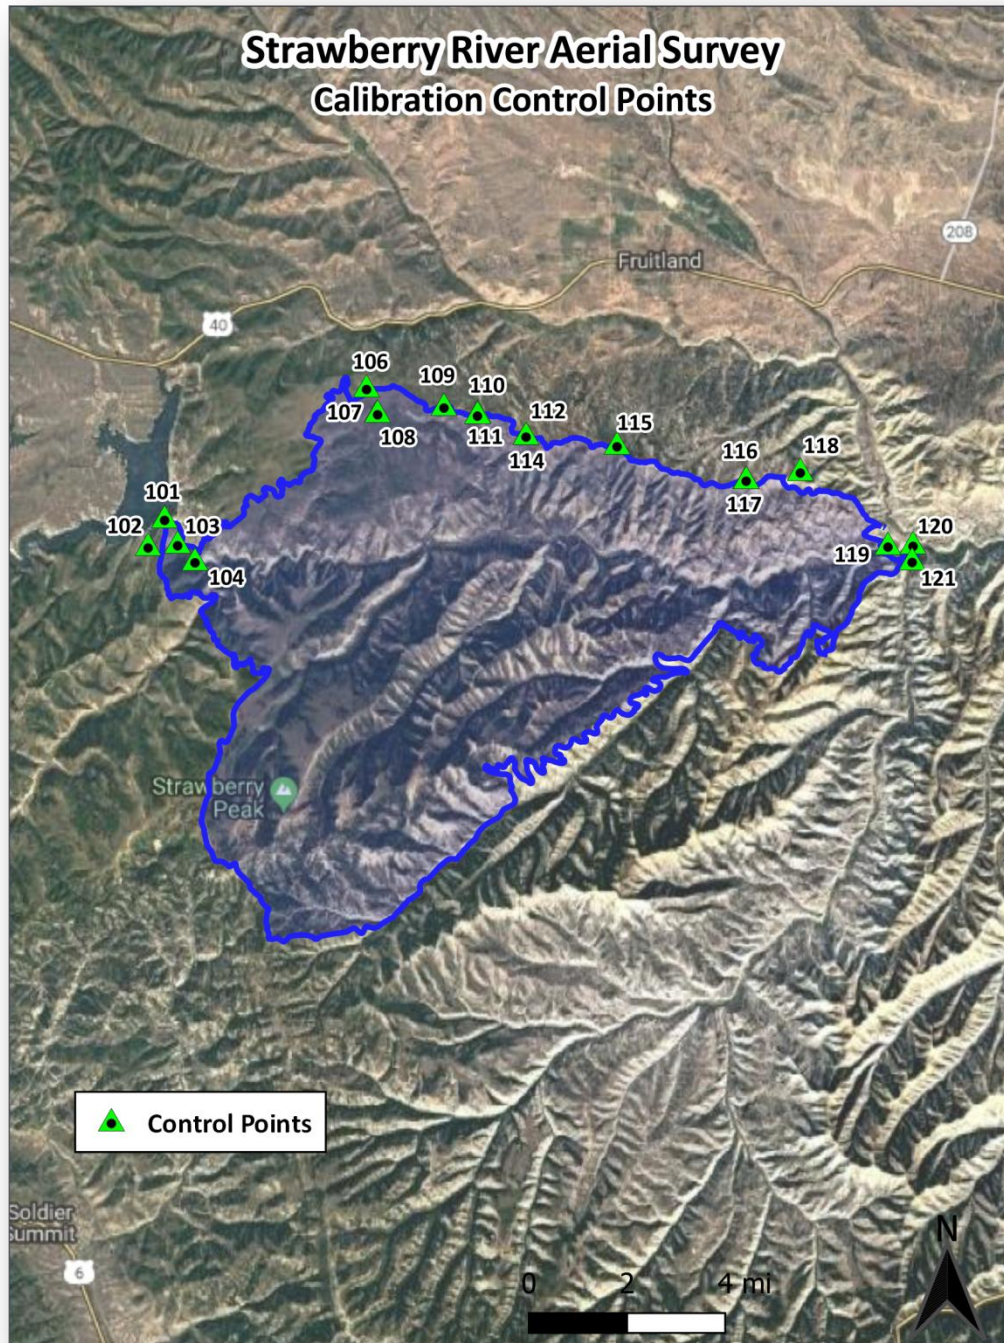 Strawberry River Aerial Survey
Calibration Control Points
208
Fruitland
40
106
109
110
107
108
111
112
114
115
116
118
117
101
102
103
104
119
120
121
Strawberry
Peak
Control Points
Soldier
Summit
6
N
0 2 4 mi